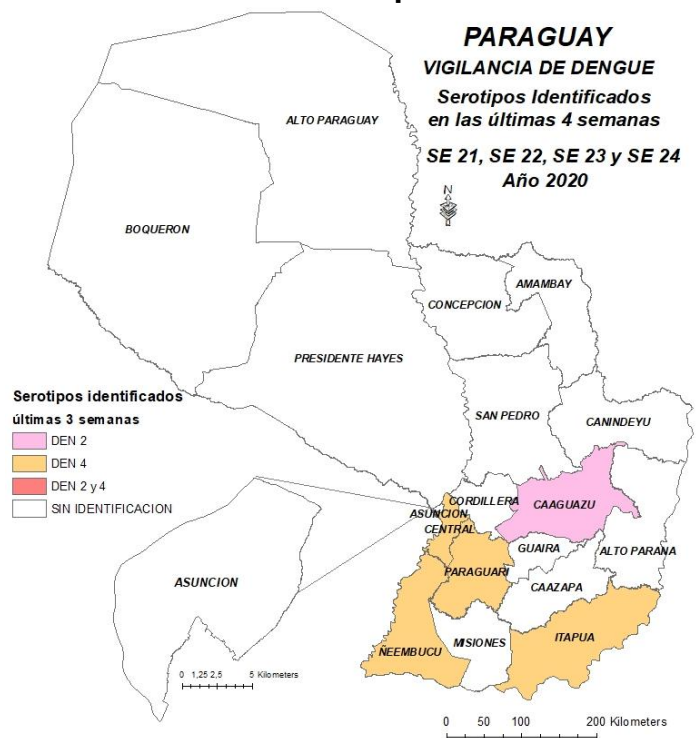 PARAGUAY
VIGILANCIA DE DENGUE
Serotipos Identificados
en las últimas 4 semanas
SE 21, SE 22, SE 23 y SE 24
Año 2020
N
ALTO PARAGUAY
BOQUERON
AMAMBAY
CONCEPCION
PRESIDENTE HAYES
SAN PEDRO
CANINDEYU
Serotipos identificados
últimas 3 semanas
DEN 2
DEN 4
DEN 2 y 4
SIN IDENTIFICACION
CORDILLERA
CAAGUAZU
ASUNCION
CENTRAL
GUAIRA
ALTO PARANA
PARAGUARI
CAAZAPA
ASUNCION
ÑEEMBUCU
MISIONES
ITAPUA
0 1,25 2,5 5 Kilometers
0 50 100 200 Kilometers